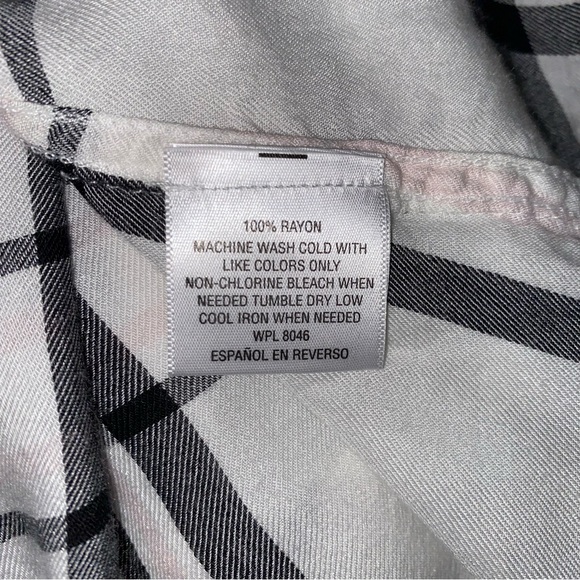 100% RAYON
MACHINE WASH COLD WITH
LIKE COLORS ONLY
NON-CHLORINE BLEACH WHEN
NEEDED TUMBLE DRY LOW
COOL IRON WHEN NEEDED
WPL 8046
ESPAÑOL EN REVERSO